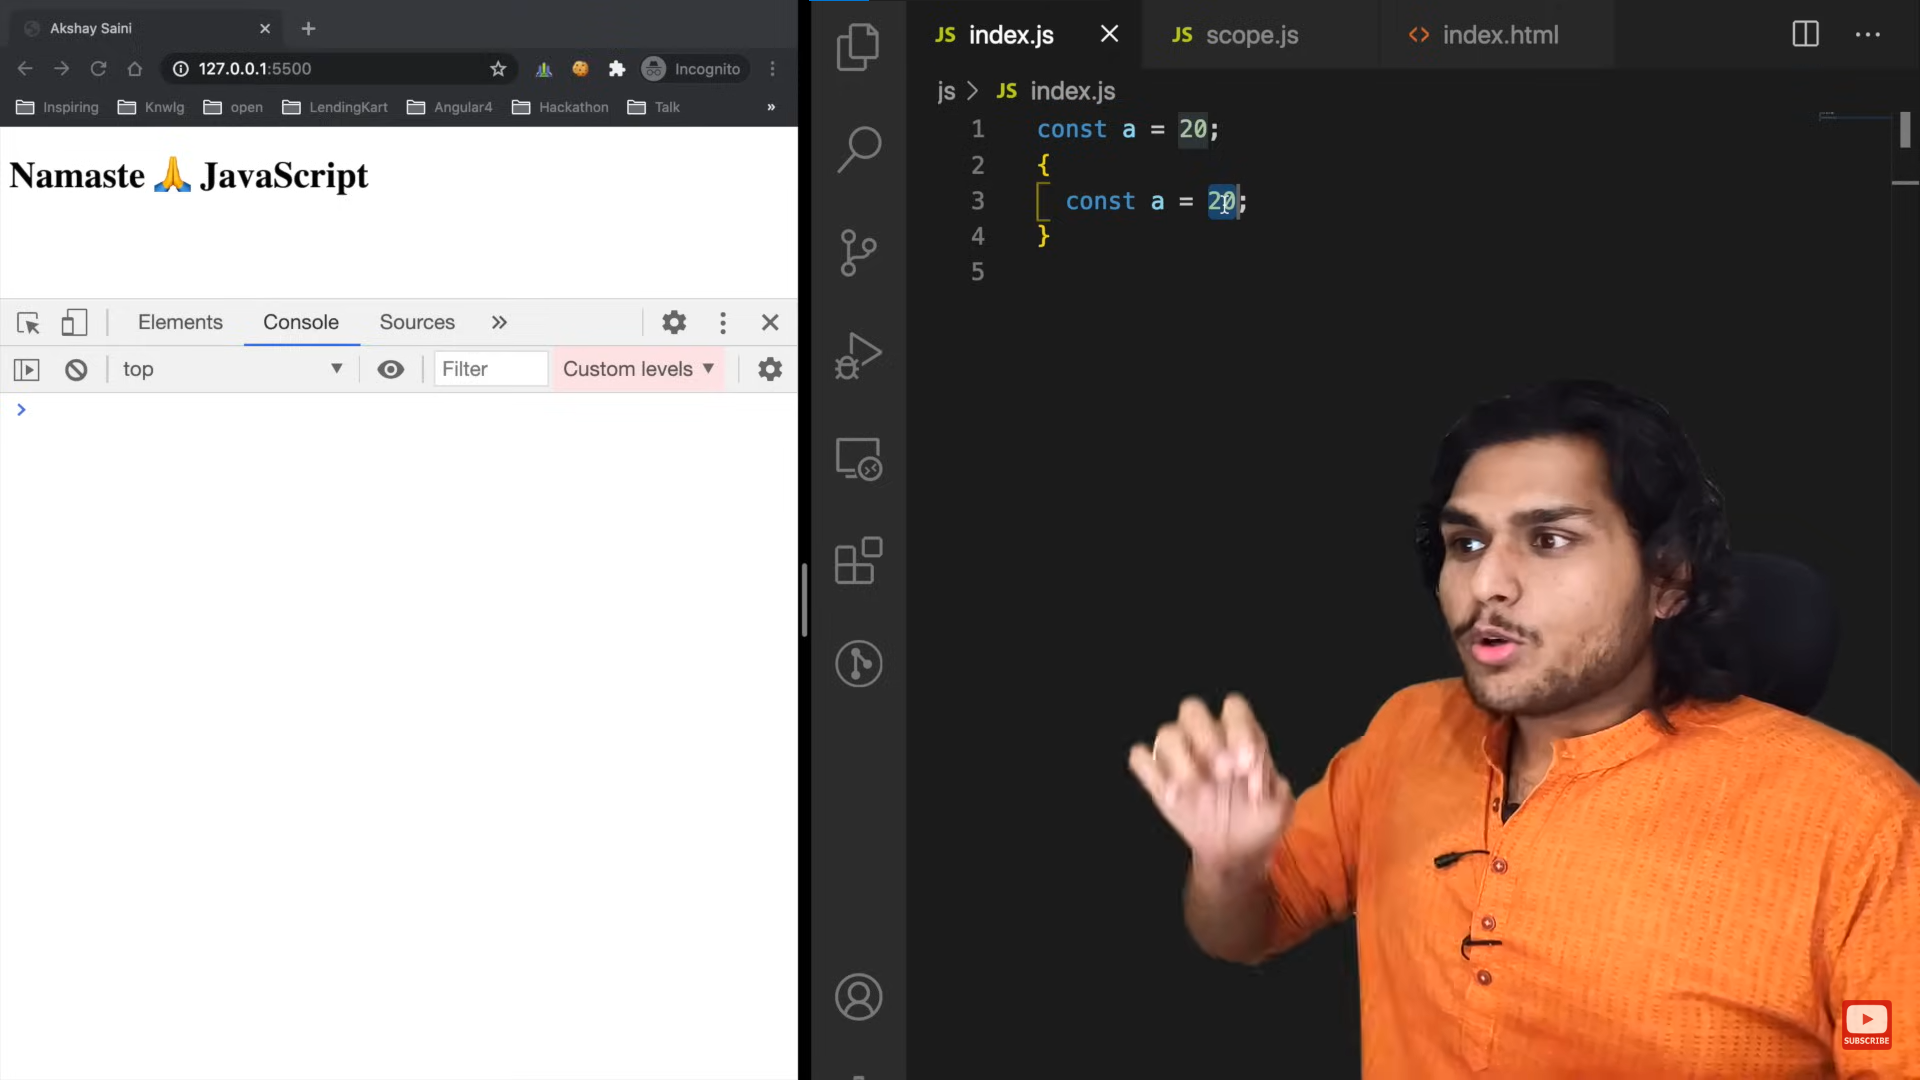 Akshay Saini
127.0.0.1:5500
Incognito
Inspiring Knwlg open LendingKart Angular4 Hackathon Talk »
Namaste 🙏 JavaScript
Elements Console Sources »
top Filter Custom levels
>
JS index.js JS scope.js <> index.html
js > JS index.js
1 const a = 20;
2 {
3 const a = 20;
4 }
5
SUBSCRIBE